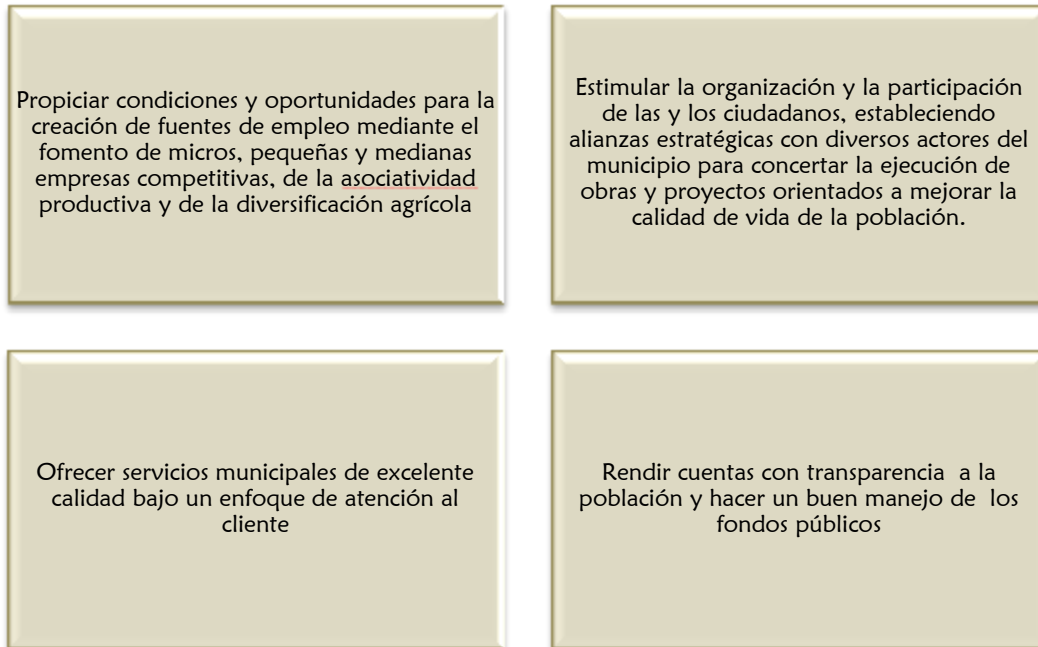 Propiciar condiciones y oportunidades para la
creación de fuentes de empleo mediante el
fomento de micros, pequeñas y medianas
empresas competitivas, de la asociatividad
productiva y de la diversificación agrícola
Estimular la organización y la participación
de las y los ciudadanos, estableciendo
alianzas estratégicas con diversos actores del
municipio para concertar la ejecución de
obras y proyectos orientados a mejorar la
calidad de vida de la población.
Ofrecer servicios municipales de excelente
calidad bajo un enfoque de atención al
cliente
Rendir cuentas con transparencia a la
población y hacer un buen manejo de los
fondos públicos